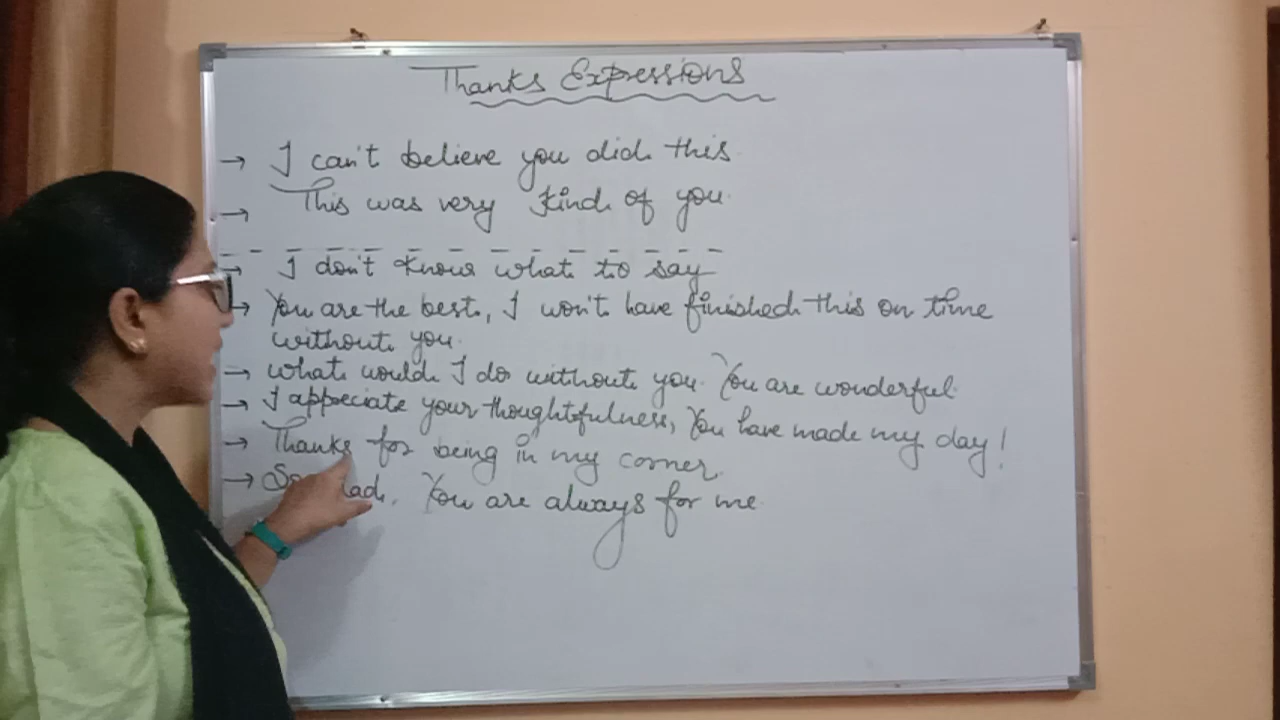 Thanks Expressions
→ I can't believe you did this.
→ This was very kind of you.
→ I don't know what to say
→ You are the best, I won't have finished this on time
without you.
→ what would I do without you. You are wonderful.
→ I appreciate your thoughtfulness, You have made my day!
→ Thanks for being in my corner.
→ So You are always for me.